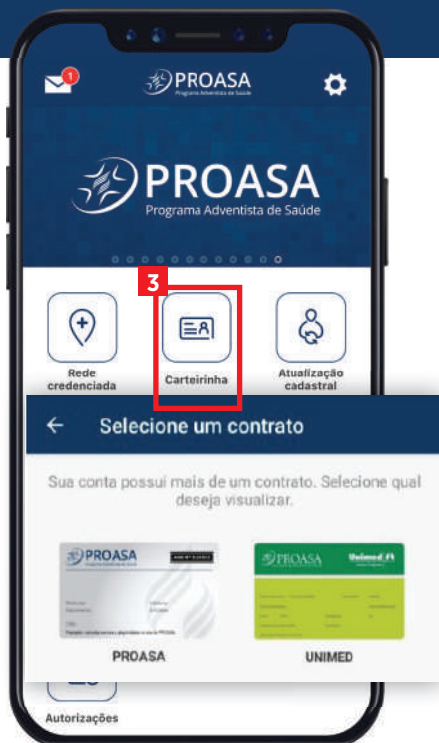 1
PROASA
Programa Adventista de Saúde
PROASA
Programa Adventista de Saúde
3
Rede
credenciada
Carteirinha
Atualização
cadastral
Selecione um contrato
Sua conta possui mais de um contrato. Selecione qual
deseja visualizar.
PROASA
PROASA
Unimed
PROASA
UNIMED
Autorizações